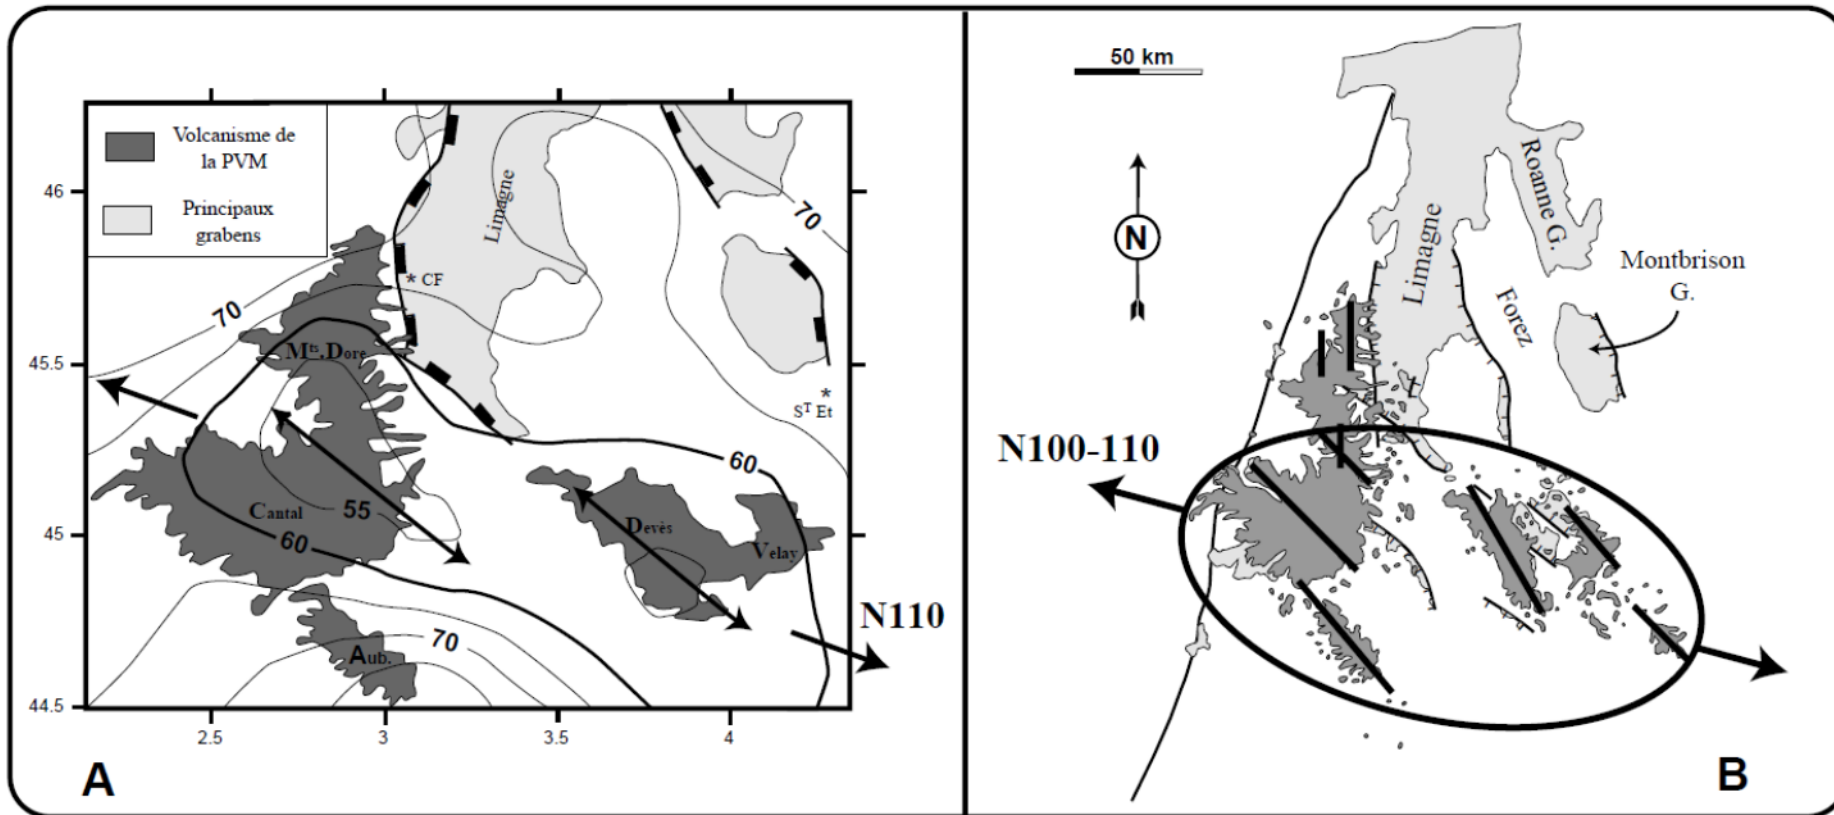 Volcanisme de
la PVM
Principaux
grabens
46
45.5
45
44.5
2.5
3
3.5
4
Limagne
70
70
* CF
Mts.Dore
* ST Et
60
Cantal
55
60
Devès
Velay
N110
70
Aub.
A
50 km
N
Limagne
Roanne G.
Forez
Montbrison
G.
N100-110
B